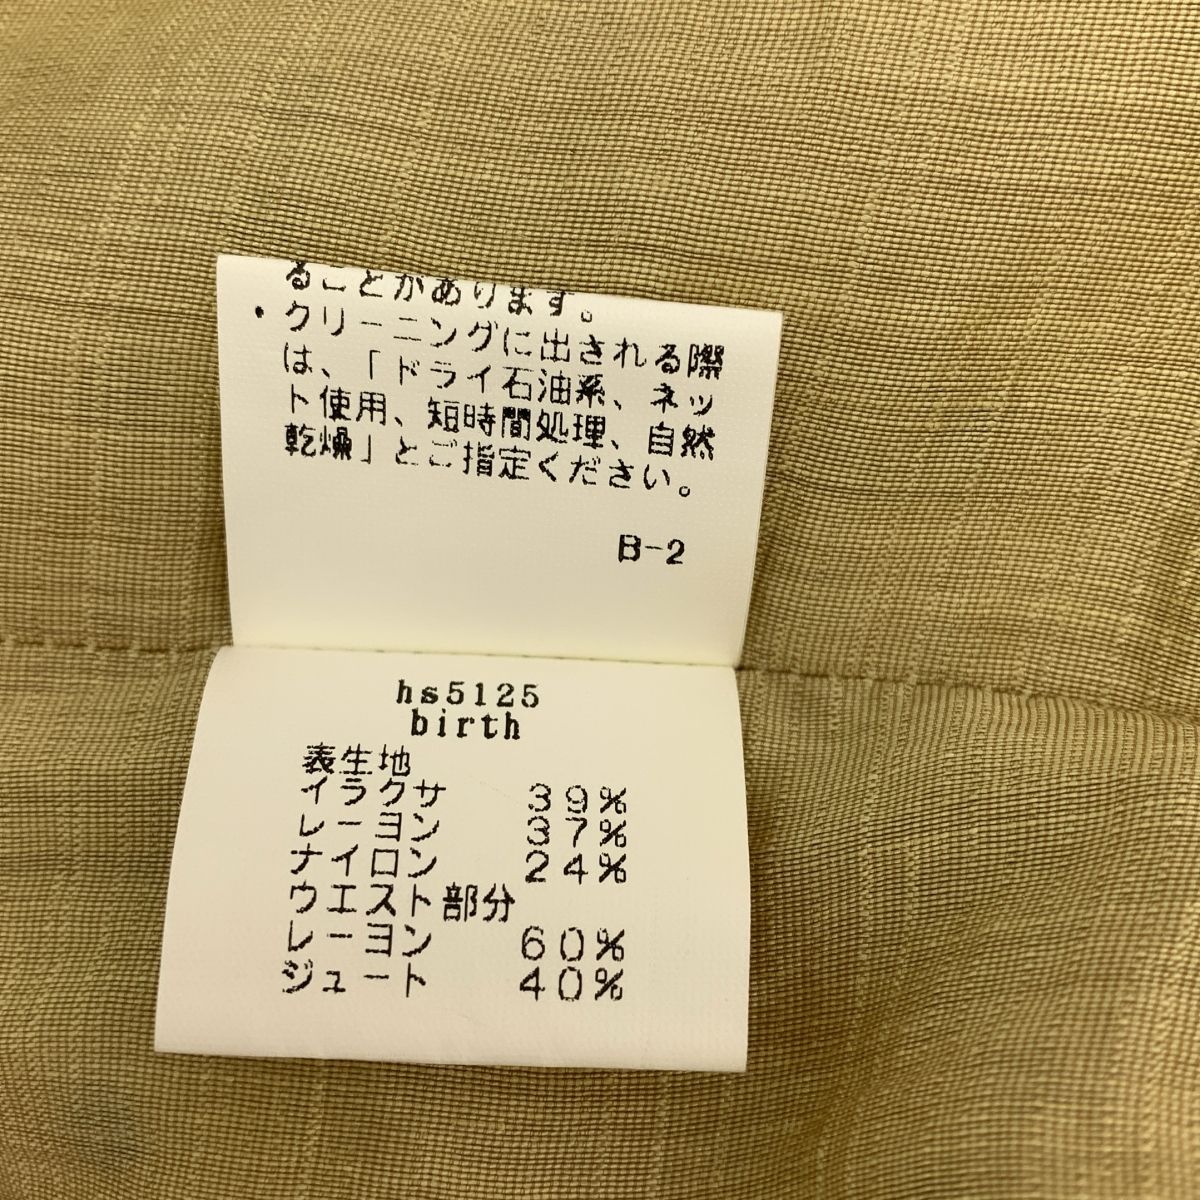 ることがあります。
・クリーニングに出される際
は、「ドライ石油系、ネッ
ト使用、短時間処理、自然
乾燥」とご指定ください。
B-2
hs5125
birth
表生地
イラクサ 39%
レーヨン 37%
ナイロン 24%
ウエスト部分
レーヨン 60%
ジュート 40%